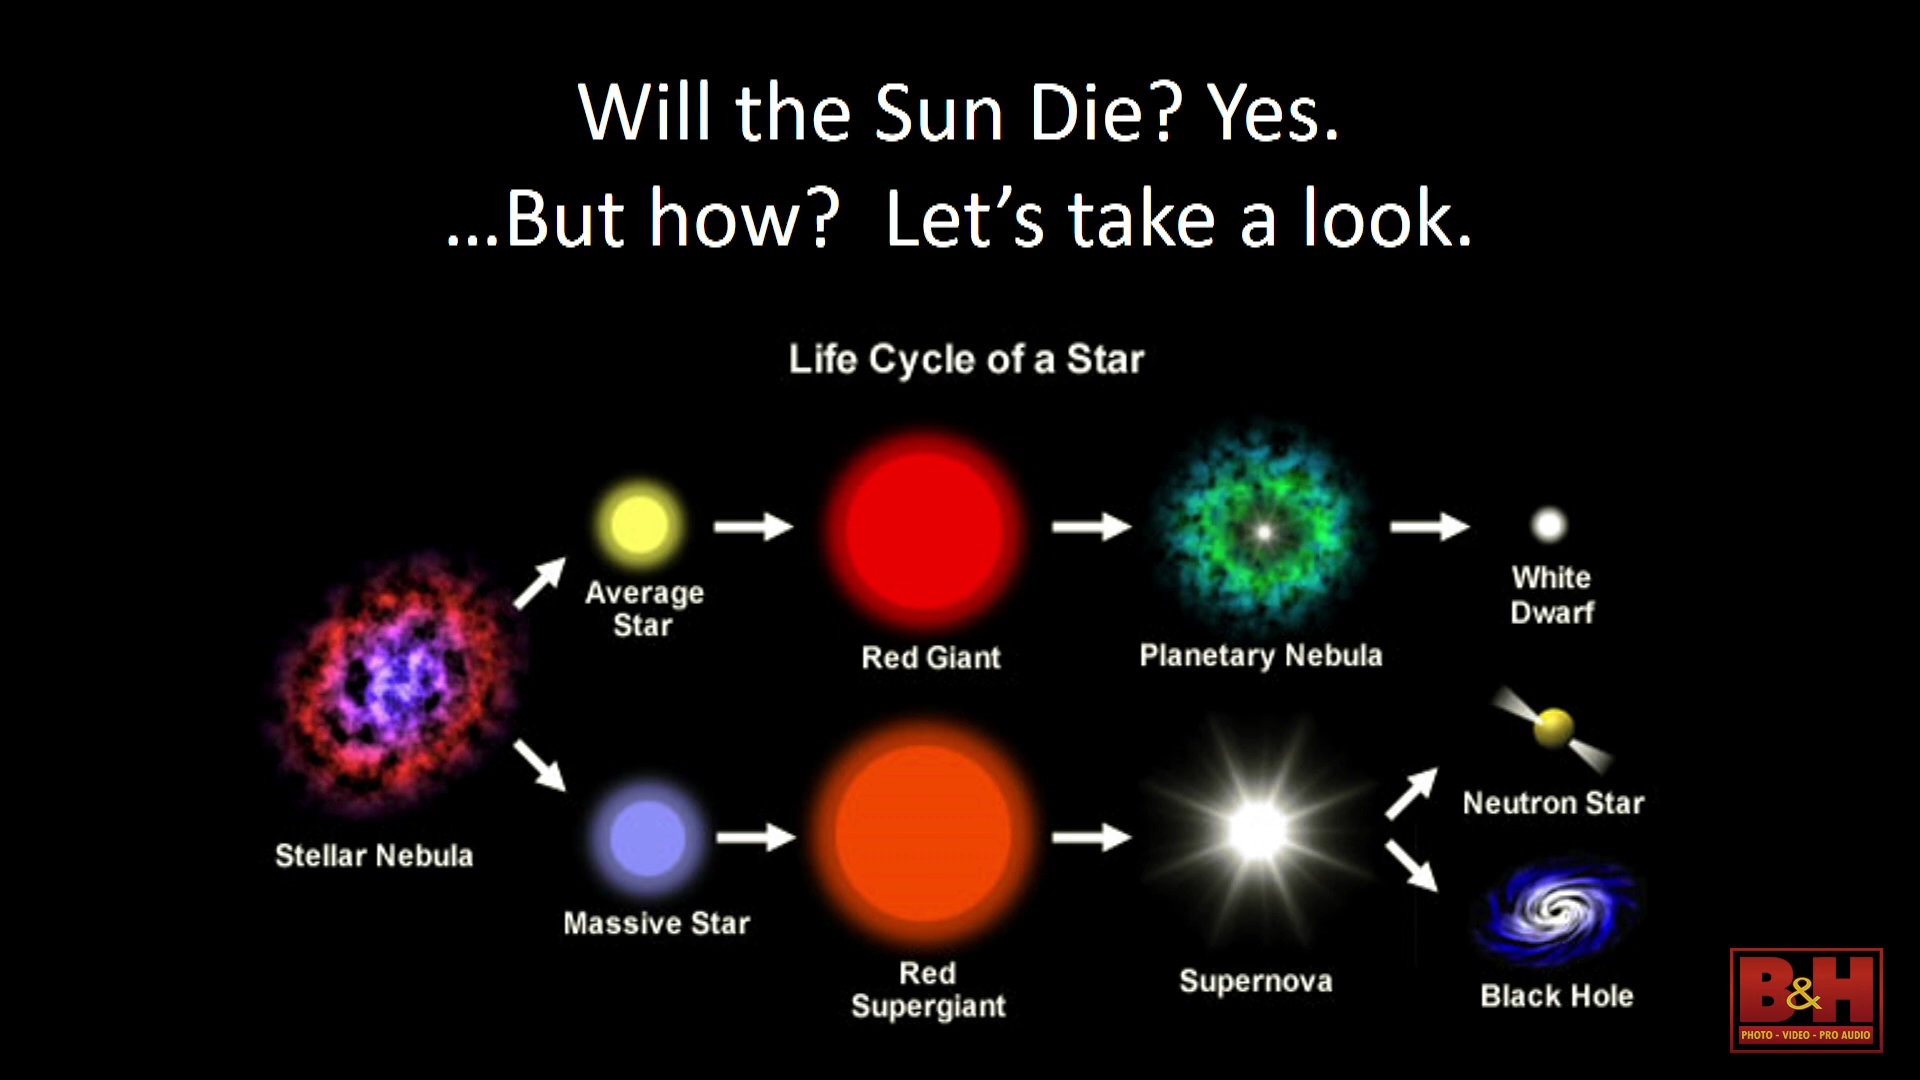 Will the Sun Die? Yes.
...But how?  Let's take a look.
Life Cycle of a Star
Average
Star
Red Giant
Planetary Nebula
White
Dwarf
Stellar Nebula
Massive Star
Red
Supergiant
Supernova
Neutron Star
Black Hole
B&H
PHOTO - VIDEO - PRO AUDIO